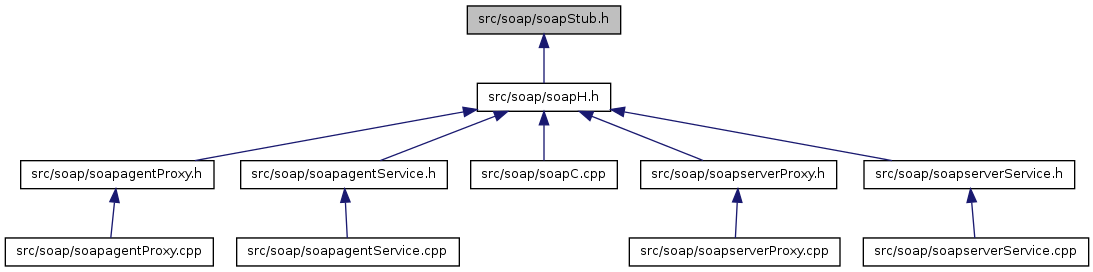 src/soap/soapStub.h
src/soap/soapH.h
src/soap/soapagentProxy.h
src/soap/soapagentService.h
src/soap/soapC.cpp
src/soap/soapserverProxy.h
src/soap/soapserverService.h
src/soap/soapagentProxy.cpp
src/soap/soapagentService.cpp
src/soap/soapserverProxy.cpp
src/soap/soapserverService.cpp